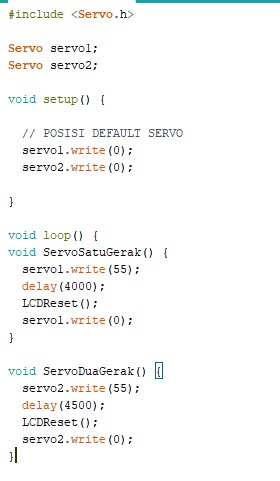 #include <Servo.h>
Servo servo1;
Servo servo2;
void setup() {
// POSISI DEFAULT SERVO
servo1.write(0);
servo2.write(0);
}
void loop() {
void ServoSatuGerak() {
servo1.write(55);
delay(4000);
LCDReset();
servo1.write(0);
}
void ServoDuaGerak() {
servo2.write(55);
delay(4500);
LCDReset();
servo2.write(0);
}